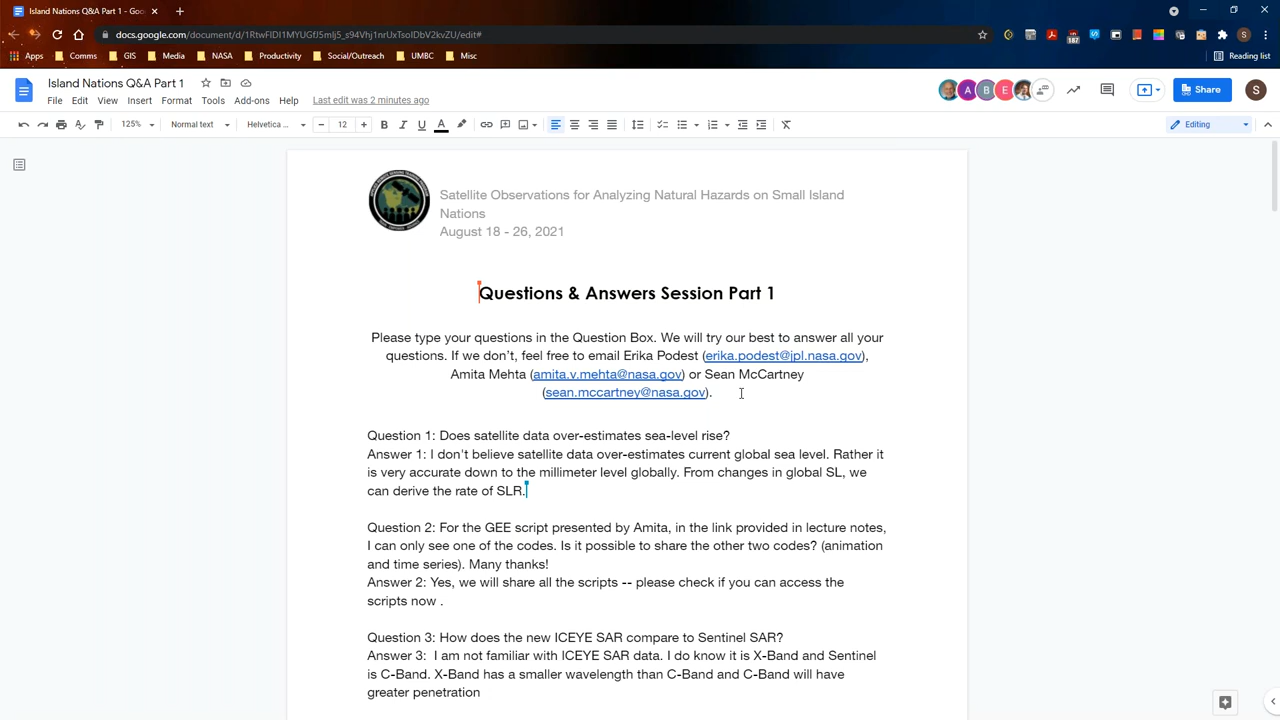 Island Nations Q&A Part 1 - Goo
docs.google.com/document/d/1RtwFlDI1MYUGfJ5mIj5_s94Vhj1nrUxTsoIDbV2kvZU/edit#
Apps Comms GIS Media NASA Productivity Social/Outreach UMBC Misc Reading list
Island Nations Q&A Part 1
File Edit View Insert Format Tools Add-ons Help Last edit was 2 minutes ago
A B E Share S
125% Normal text Helvetica ... 12 Editing
Satellite Observations for Analyzing Natural Hazards on Small Island
Nations
August 18 - 26, 2021
Questions & Answers Session Part 1
Please type your questions in the Question Box. We will try our best to answer all your
questions. If we don't, feel free to email Erika Podest (erika.podest@jpl.nasa.gov),
Amita Mehta (amita.v.mehta@nasa.gov) or Sean McCartney
(sean.mccartney@nasa.gov).
Question 1: Does satellite data over-estimates sea-level rise?
Answer 1: I don't believe satellite data over-estimates current global sea level. Rather it
is very accurate down to the millimeter level globally. From changes in global SL, we
can derive the rate of SLR.
Question 2: For the GEE script presented by Amita, in the link provided in lecture notes,
I can only see one of the codes. Is it possible to share the other two codes? (animation
and time series). Many thanks!
Answer 2: Yes, we will share all the scripts -- please check if you can access the
scripts now .
Question 3: How does the new ICEYE SAR compare to Sentinel SAR?
Answer 3:  I am not familiar with ICEYE SAR data. I do know it is X-Band and Sentinel
is C-Band. X-Band has a smaller wavelength than C-Band and C-Band will have
greater penetration